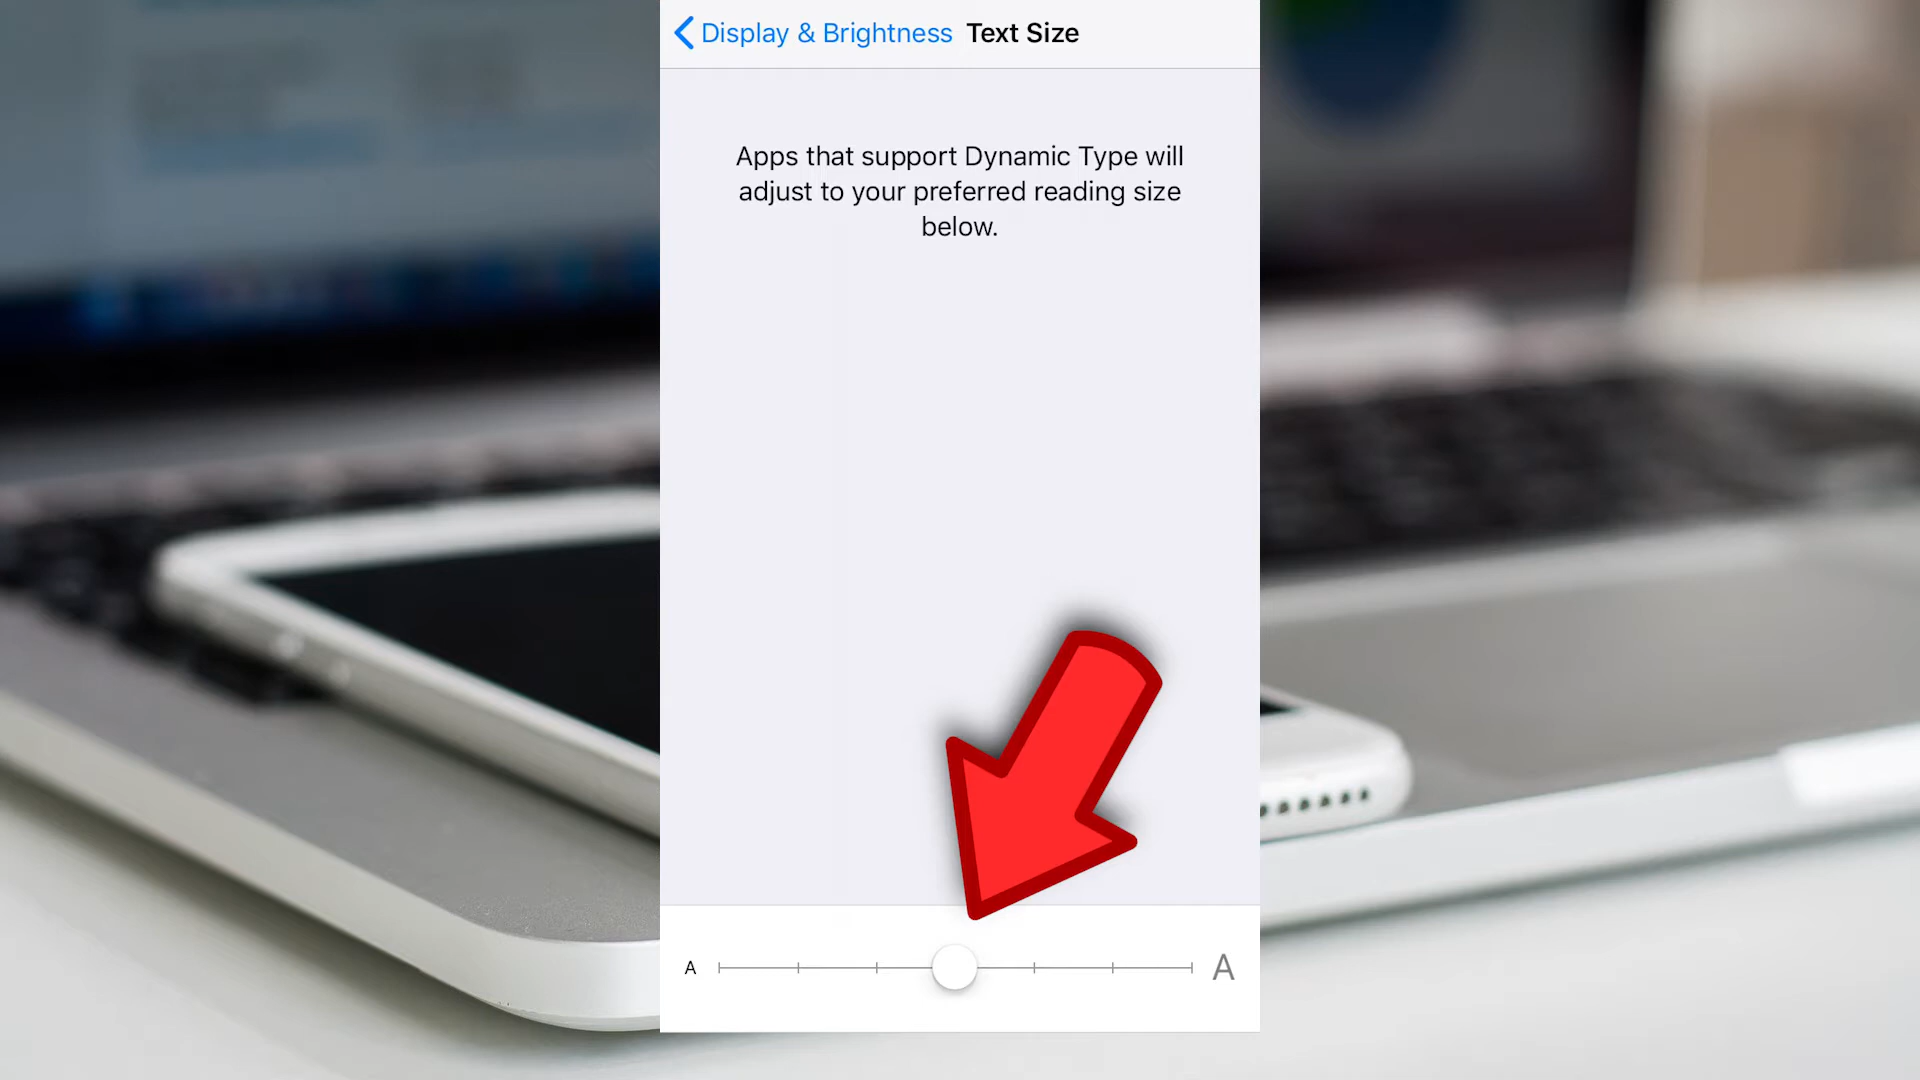 Display & Brightness Text Size
Apps that support Dynamic Type will
adjust to your preferred reading size
below.
A A